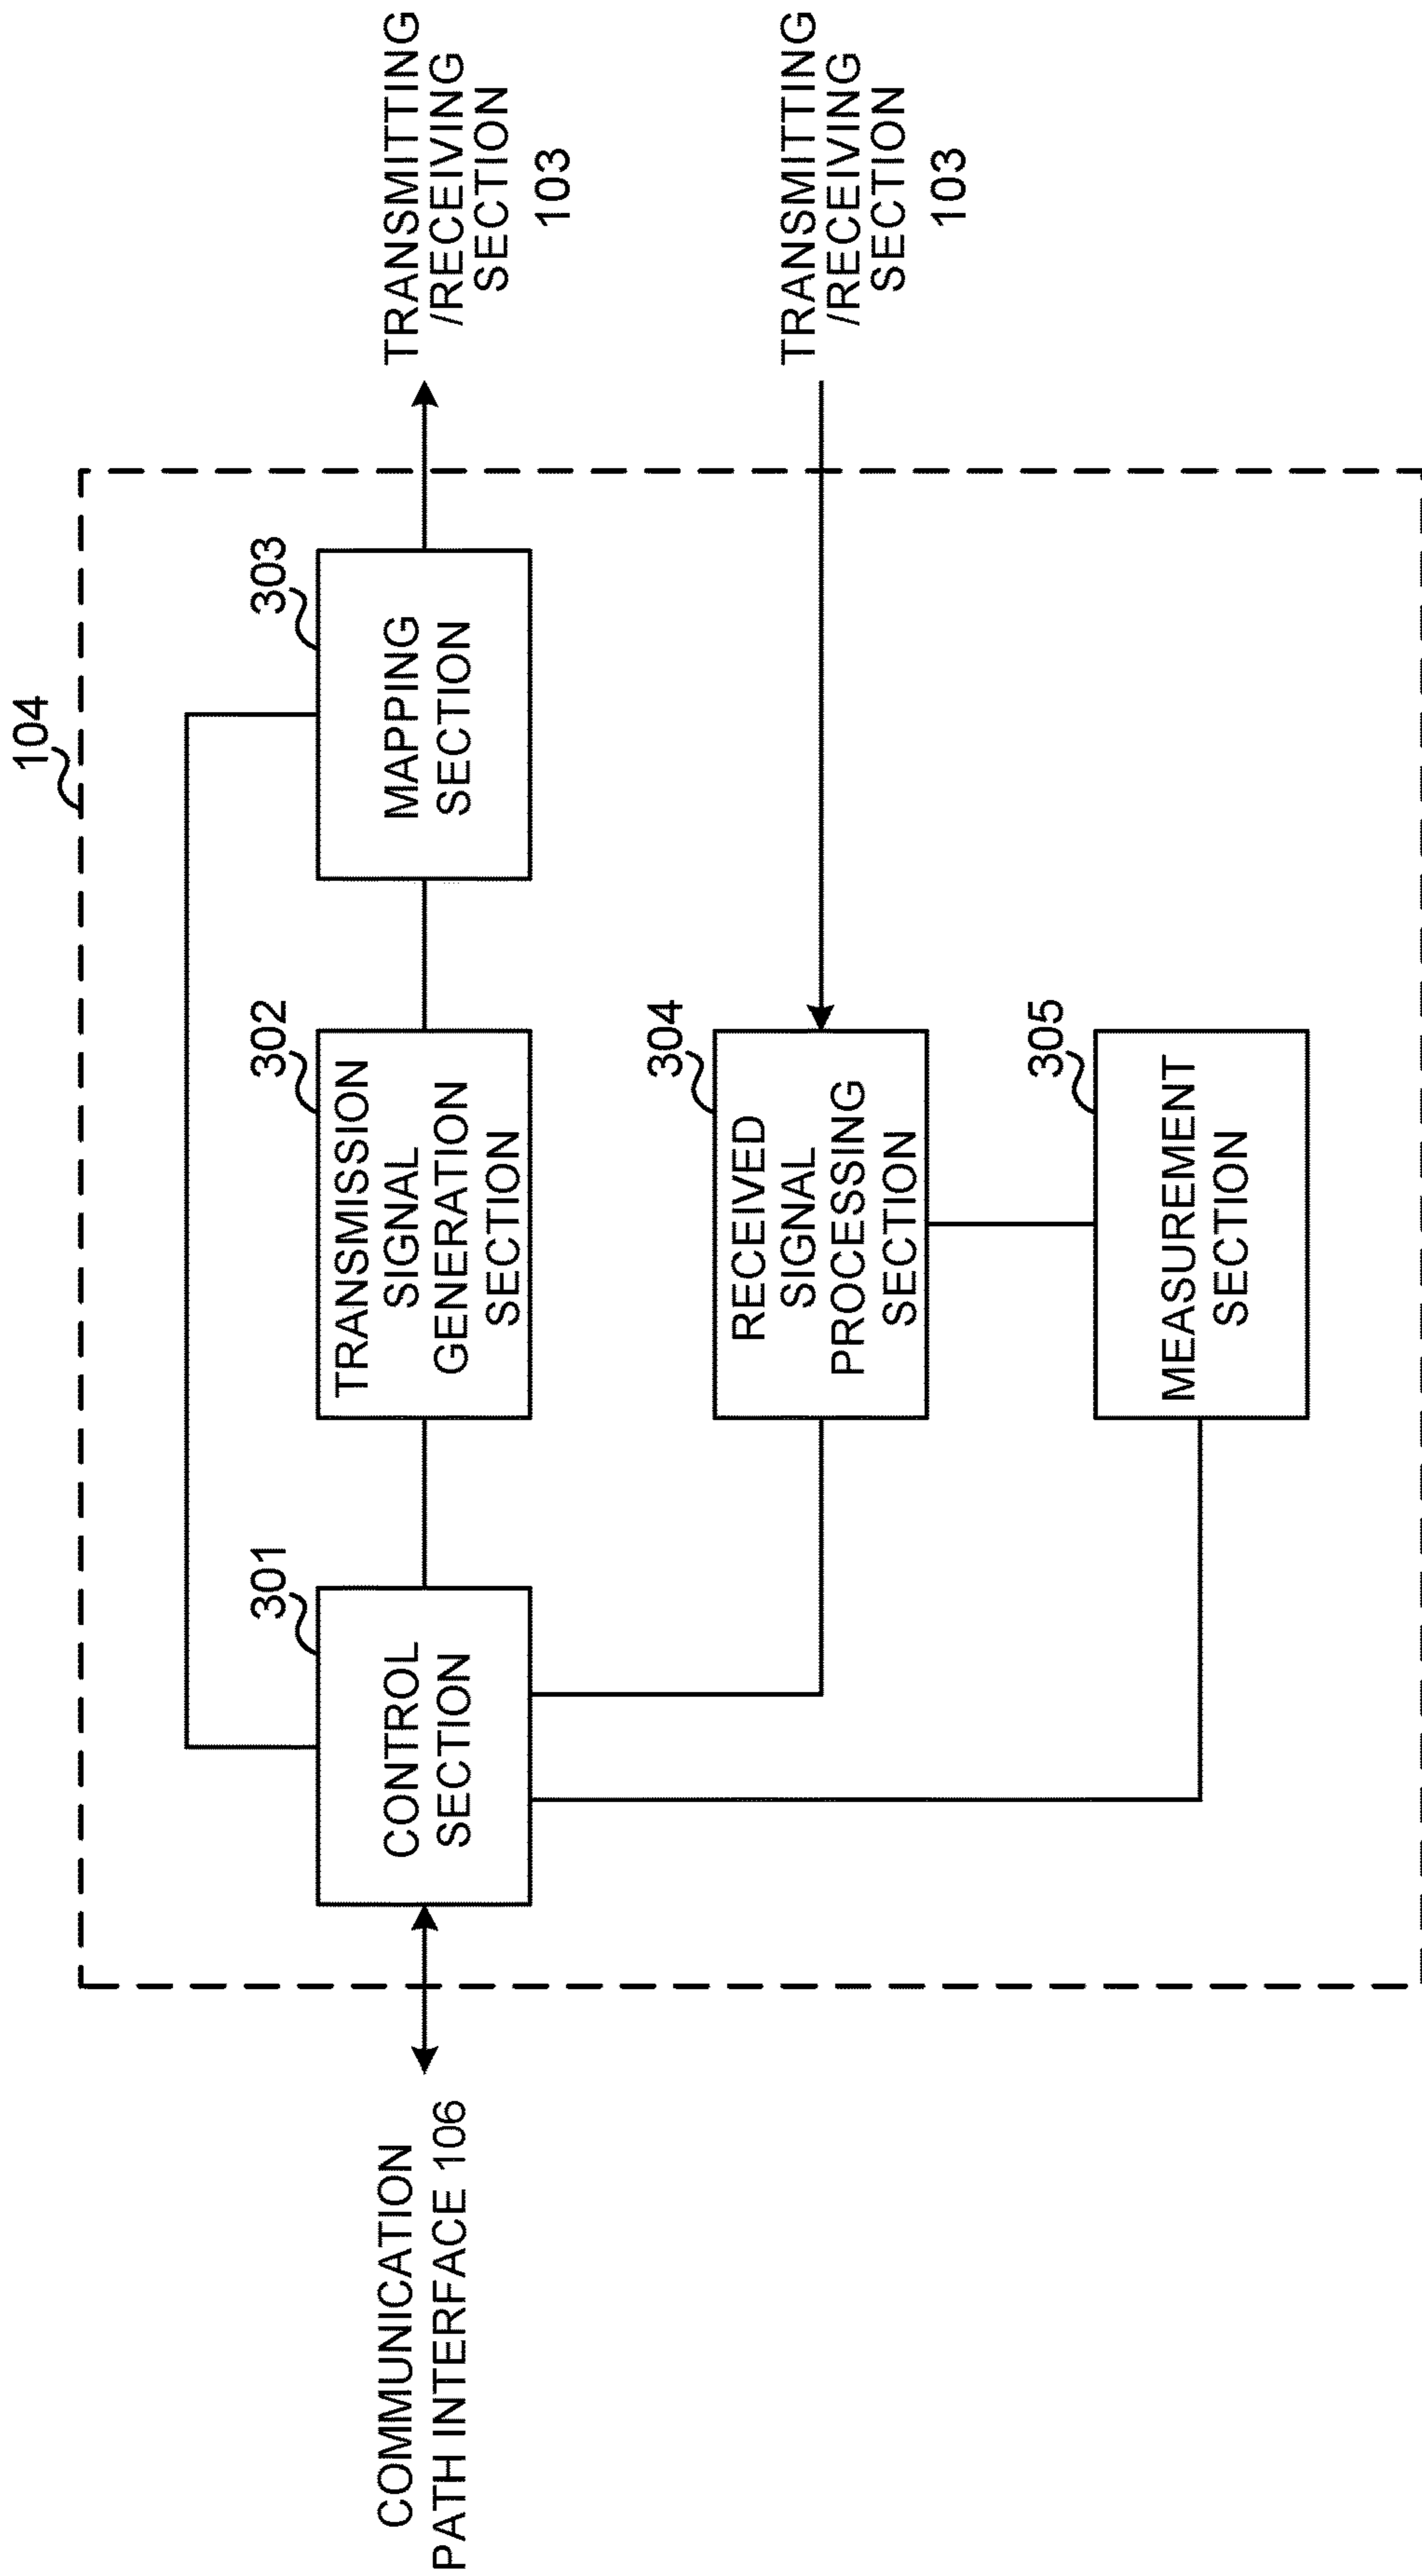 104
301
CONTROL
SECTION
302
TRANSMISSION
SIGNAL
GENERATION
SECTION
303
MAPPING
SECTION
TRANSMITTING
/RECEIVING
SECTION
103
COMMUNICATION
PATH INTERFACE 106
304
RECEIVED
SIGNAL
PROCESSING
SECTION
TRANSMITTING
/RECEIVING
SECTION
103
305
MEASUREMENT
SECTION